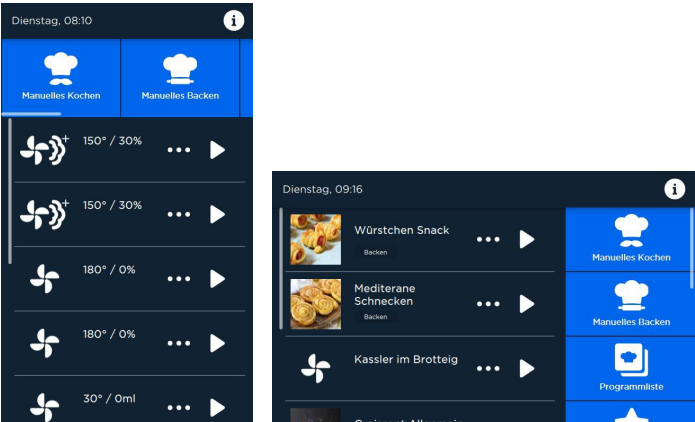 Dienstag, 08:10
i
Manuelles Kochen
Manuelles Backen
150° / 30%
150° / 30%
180° / 0%
180° / 0%
30° / 0ml
Dienstag, 09:16
i
Würstchen Snack
Backen
Mediterane
Schnecken
Backen
Kassler im Brotteig
Manuelles Kochen
Manuelles Backen
Programmliste